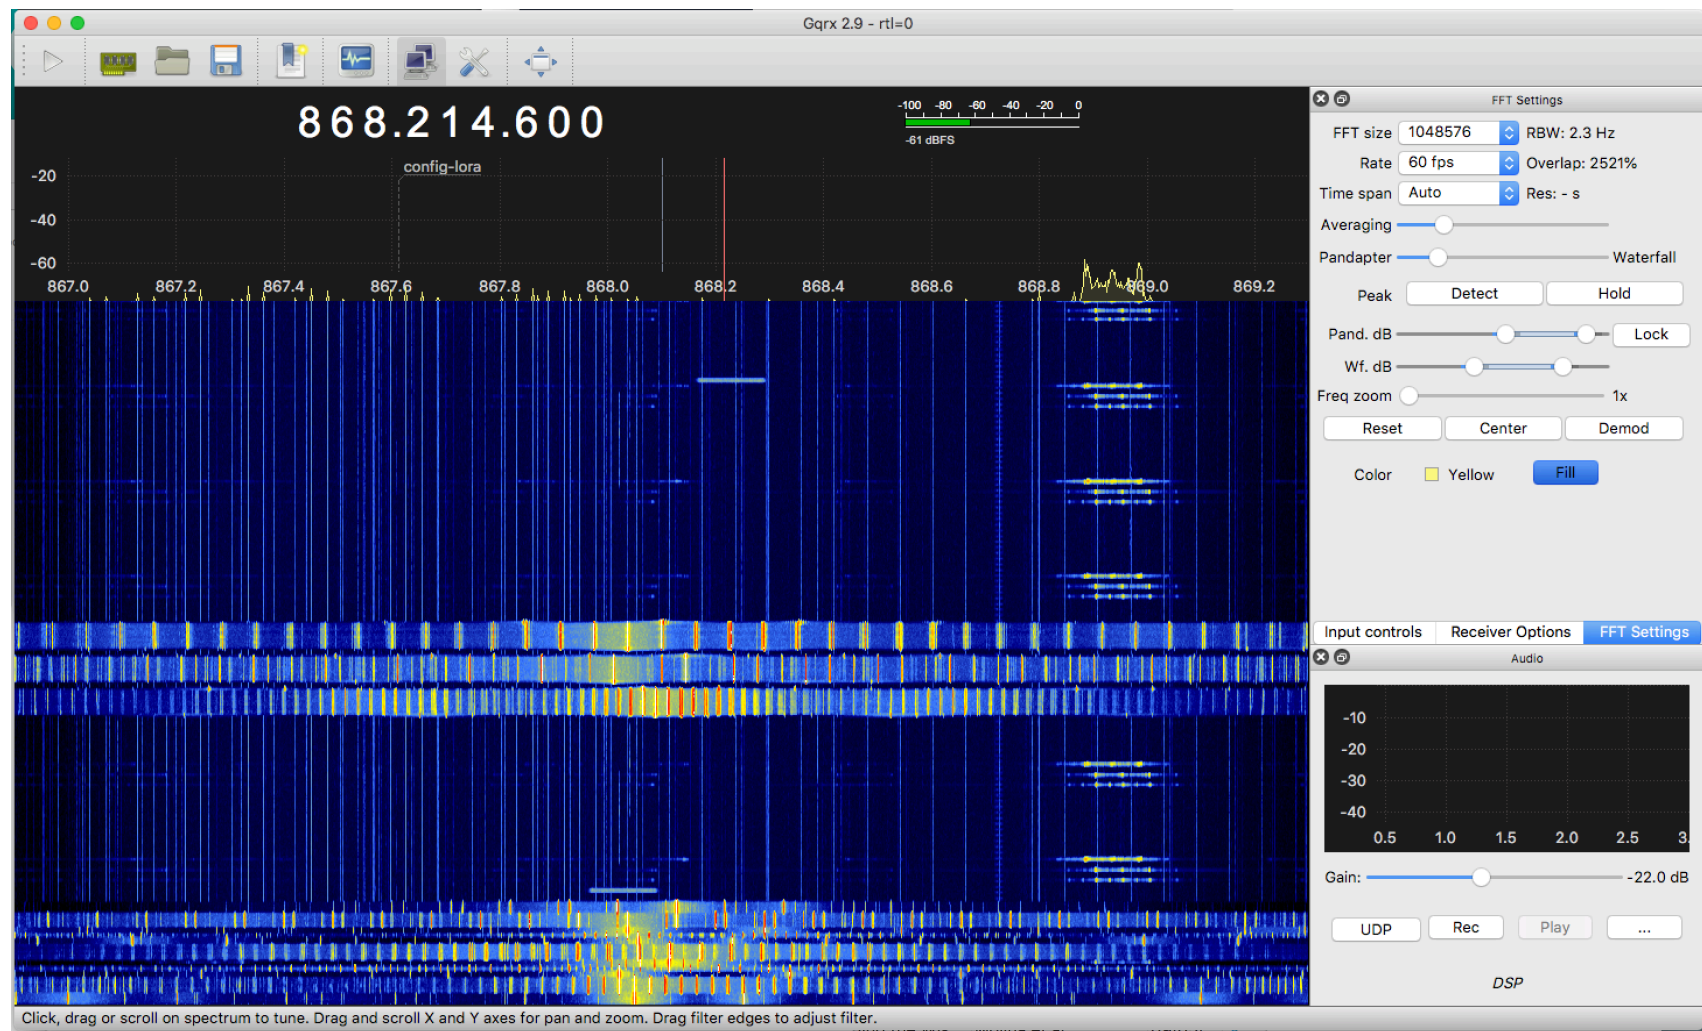 Gqrx 2.9 - rtl=0
868.214.600
-100 -80 -60 -40 -20 0
-61 dBFS
config-lora
-20
-40
-60
867.0 867.2 867.4 867.6 867.8 868.0 868.2 868.4 868.6 868.8 869.0 869.2
FFT Settings
FFT size 1048576 RBW: 2.3 Hz
Rate 60 fps Overlap: 2521%
Time span Auto Res: - s
Averaging
Pandapter Waterfall
Peak Detect Hold
Pand. dB Lock
Wf. dB
Freq zoom 1x
Reset Center Demod
Color Yellow Fill
Input controls Receiver Options FFT Settings
Audio
-10
-20
-30
-40
0.5 1.0 1.5 2.0 2.5 3.
Gain: -22.0 dB
UDP Rec Play ...
DSP
Click, drag or scroll on spectrum to tune. Drag and scroll X and Y axes for pan and zoom. Drag filter edges to adjust filter.